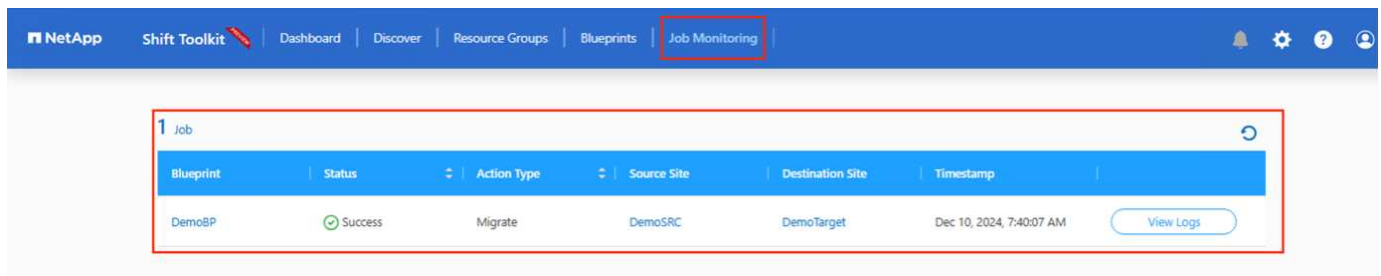 NetApp Shift Toolkit PREVIEW Dashboard Discover Resource Groups Blueprints Job Monitoring
1 Job
Blueprint Status Action Type Source Site Destination Site Timestamp
DemoBP Success Migrate DemoSRC DemoTarget Dec 10, 2024, 7:40:07 AM View Logs